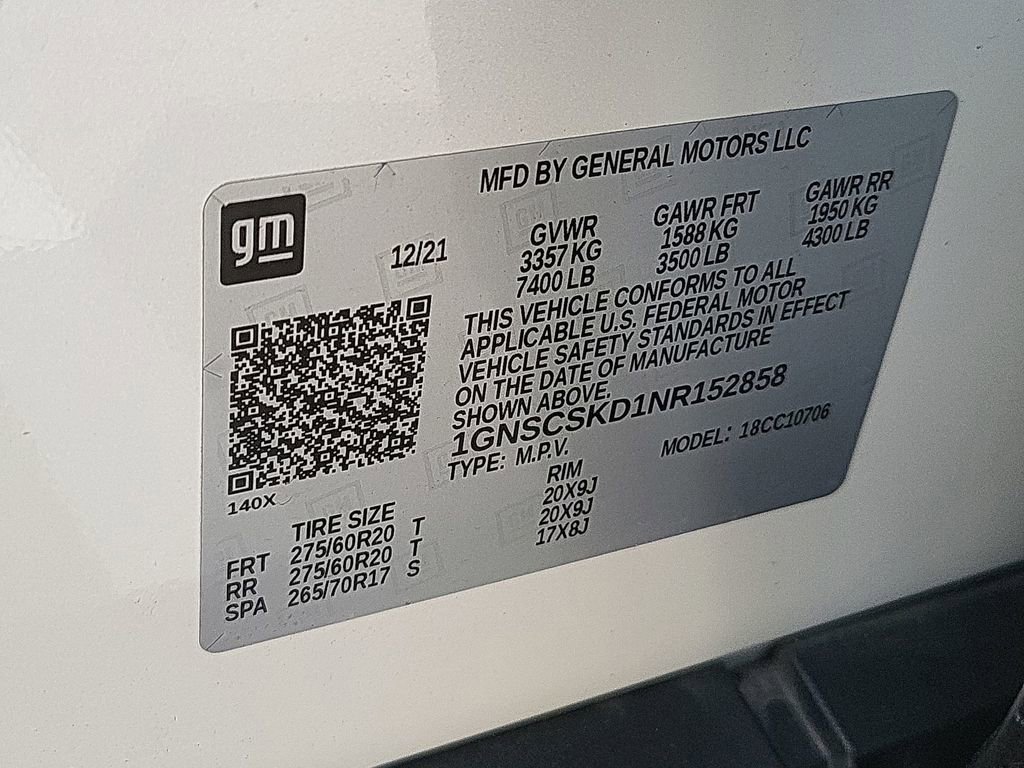 MFD BY GENERAL MOTORS LLC
gm
12/21
GVWR GAWR FRT GAWR RR
3357 KG 1588 KG 1950 KG
7400 LB 3500 LB 4300 LB
THIS VEHICLE CONFORMS TO ALL
APPLICABLE U.S. FEDERAL MOTOR
VEHICLE SAFETY STANDARDS IN EFFECT
ON THE DATE OF MANUFACTURE
SHOWN ABOVE.
1GNSCSKD1NR152858
TYPE: M.P.V. MODEL: 18CC10706
140X
TIRE SIZE RIM
FRT 275/60R20 T 20X9J
RR 275/60R20 T 20X9J
SPA 265/70R17 S 17X8J